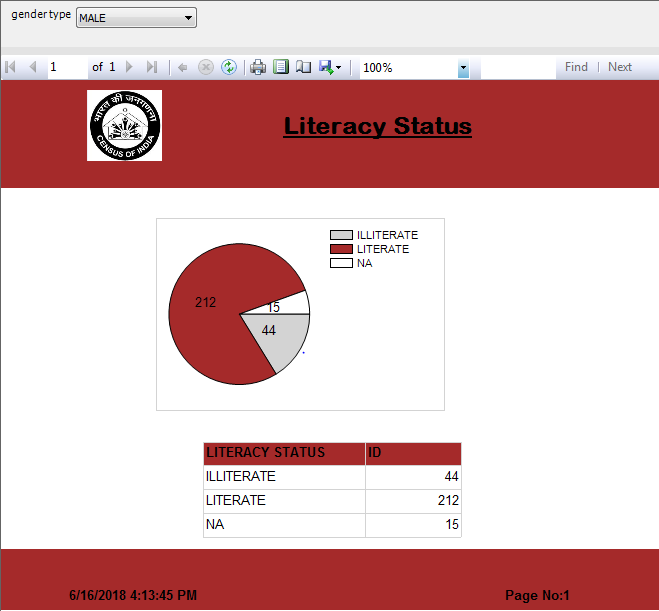 gendertype MALE
1 of 1 100% Find | Next
भारत की जनगणना
CENSUS OF INDIA
Literacy Status
ILLITERATE
LITERATE
NA
212
15
44
LITERACY STATUS ID
ILLITERATE 44
LITERATE 212
NA 15
6/16/2018 4:13:45 PM Page No:1